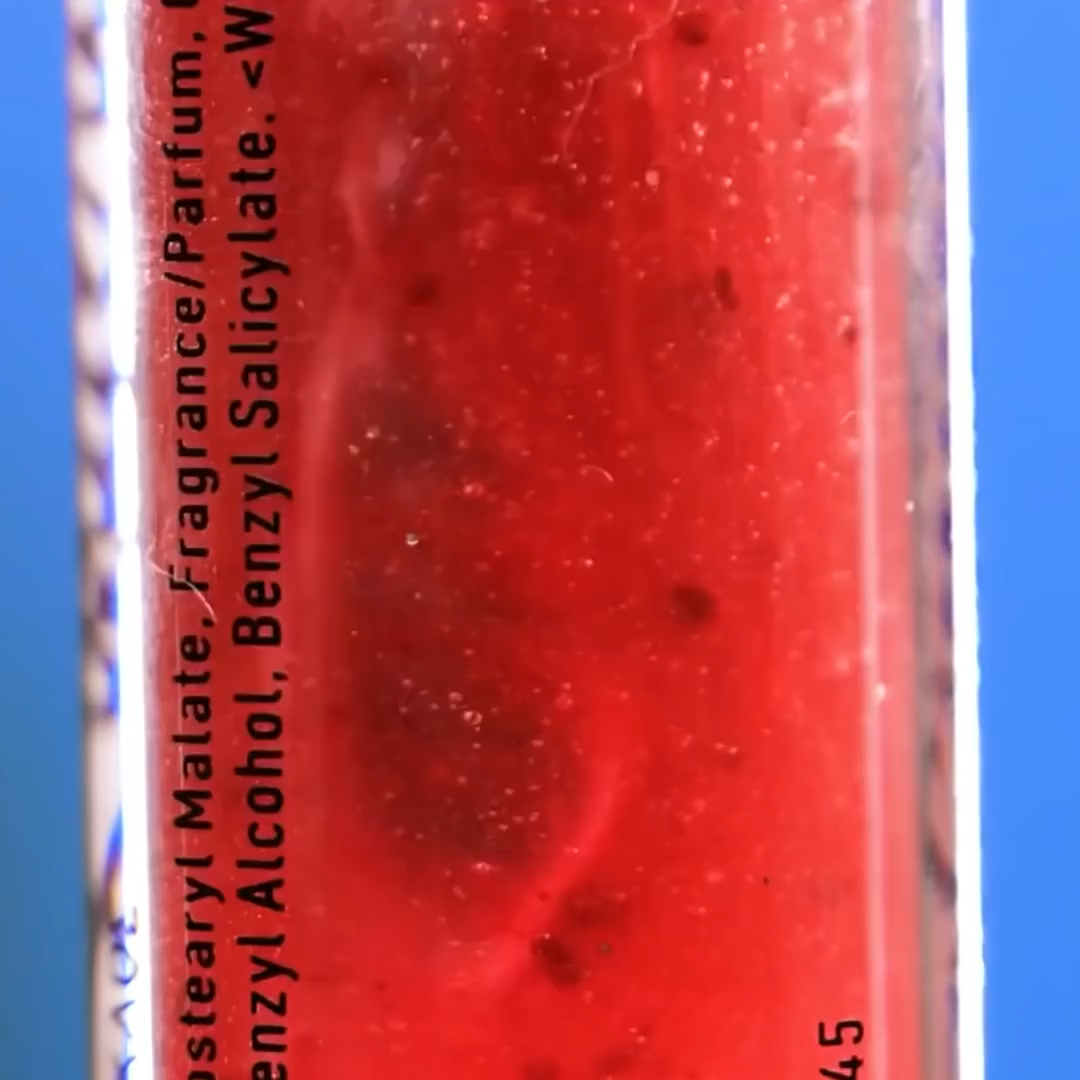 ostearyl Malate, Fragrance/Parfum,
enzyl Alcohol, Benzyl Salicylate. <W
45